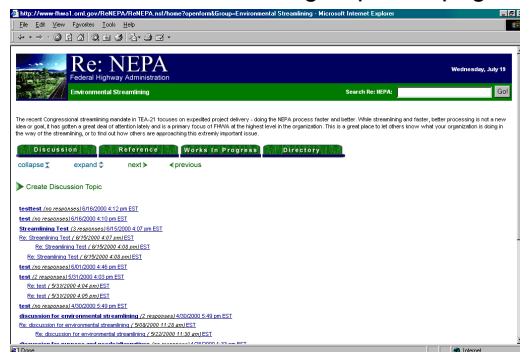 http://www-fhwa1.ornl.gov/ReNEPA/ReNEPA.nsf/home?openform&Group=Environmental Streamlining - Microsoft Internet Explorer
File Edit View Favorites Tools Help
Re: NEPA
Federal Highway Administration
Wednesday, July 19
Environmental Streamlining
Search Re: NEPA:
Go!
The recent Congressional streamlining mandate in TEA-21 focuses on expedited project delivery - doing the NEPA process faster and better. While streamlining and faster, better processing is not a new
idea or goal, it has gotten a great deal of attention lately and is a primary focus of FHWA at the highest level in the organization. This is a great place to let others know what your organization is doing in
the way of streamlining, or to find out how others are approaching this extremly important issue.
Discussion Reference Works In Progress Directory
collapse expand next previous
Create Discussion Topic
testtest (no responses) 6/16/2000 4:12 pm EST
test (no responses) 6/16/2000 4:10 pm EST
Streamlining Test (3 responses) 6/15/2000 4:07 pm EST
Re: Streamlining Test ( 6/15/2000 4:07 pm) EST
Re: Streamlining Test ( 6/15/2000 4:08 pm) EST
Re: Streamlining Test ( 6/15/2000 4:08 pm) EST
test (no responses) 6/01/2000 4:46 pm EST
test (2 responses) 5/31/2000 4:03 pm EST
Re: test ( 5/31/2000 4:04 pm) EST
Re: test ( 5/31/2000 4:05 pm) EST
test (no responses) 4/30/2000 5:49 pm EST
discussion for environmental streamlining (2 responses) 4/30/2000 5:49 pm EST
Re: discussion for environmental streamlining ( 5/08/2000 11:28 am) EST
Re: discussion for environmental streamlining ( 5/22/2000 11:30 am) EST
Done
Internet